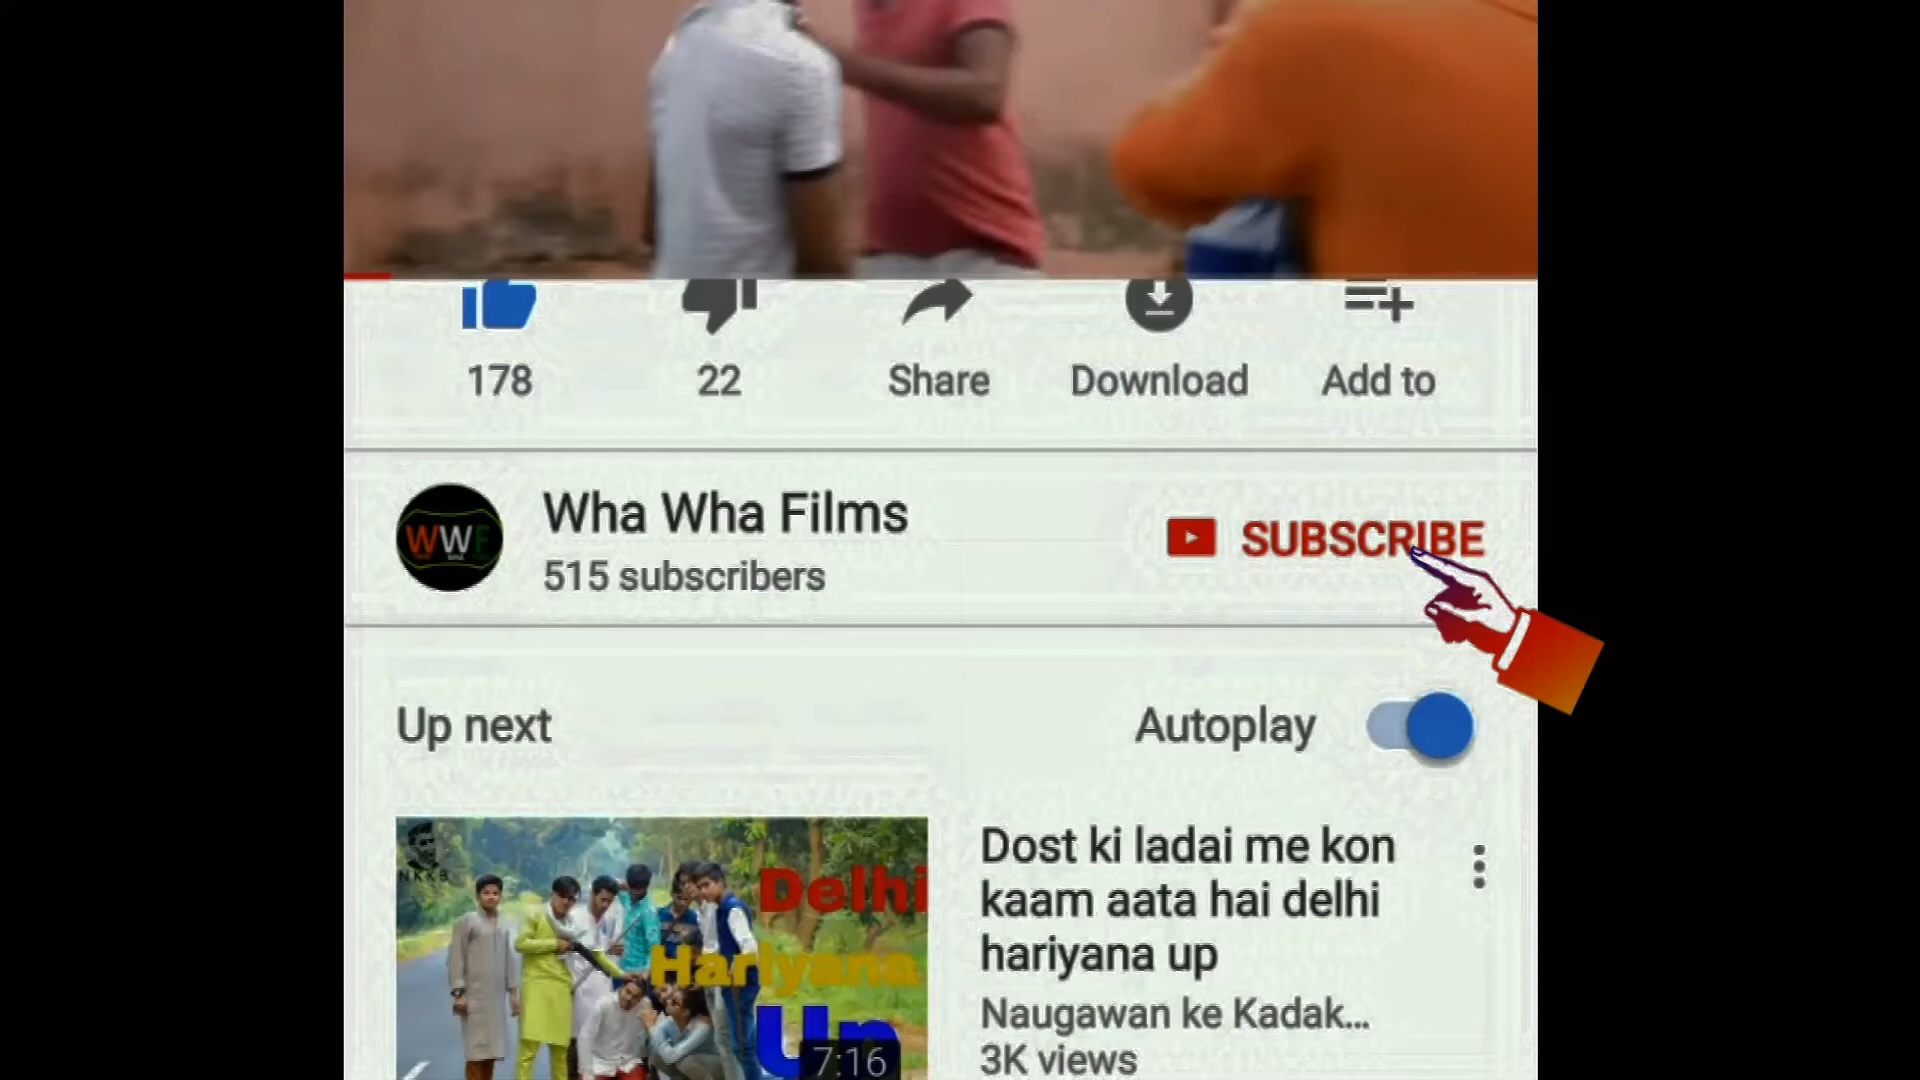 178
22
Share
Download
Add to
WWF
Wha Wha Films
515 subscribers
SUBSCRIBE
Up next
Autoplay
NKKB
Delhi
Hariyana
Up
7:16
Dost ki ladai me kon
kaam aata hai delhi
hariyana up
Naugawan ke Kadak...
3K views